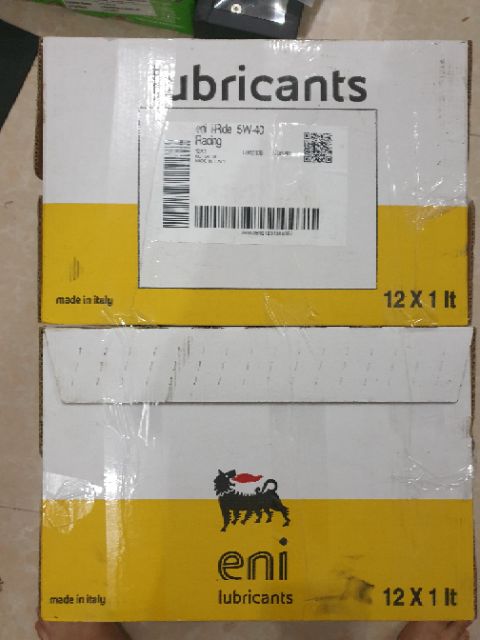 lubricants
eni i-Ride 5W-40
Racing
made in italy
12 X 1 lt
eni
lubricants
made in italy
12 X 1 lt